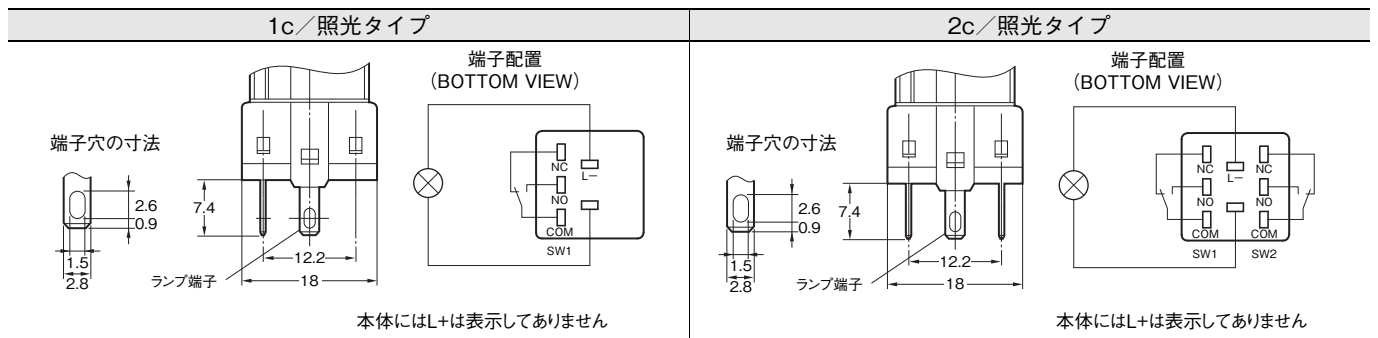 1c／照光タイプ
端子配置
（BOTTOM VIEW）
端子穴の寸法
2.6
0.9
1.5
2.8
7.4
12.2
18
ランプ端子
NC
L−
NO
COM
SW1
本体にはL+は表示してありません
2c／照光タイプ
端子配置
（BOTTOM VIEW）
端子穴の寸法
2.6
0.9
1.5
2.8
7.4
12.2
18
ランプ端子
NC
L−
NC
NO
NO
COM
COM
SW1
SW2
本体にはL+は表示してありません